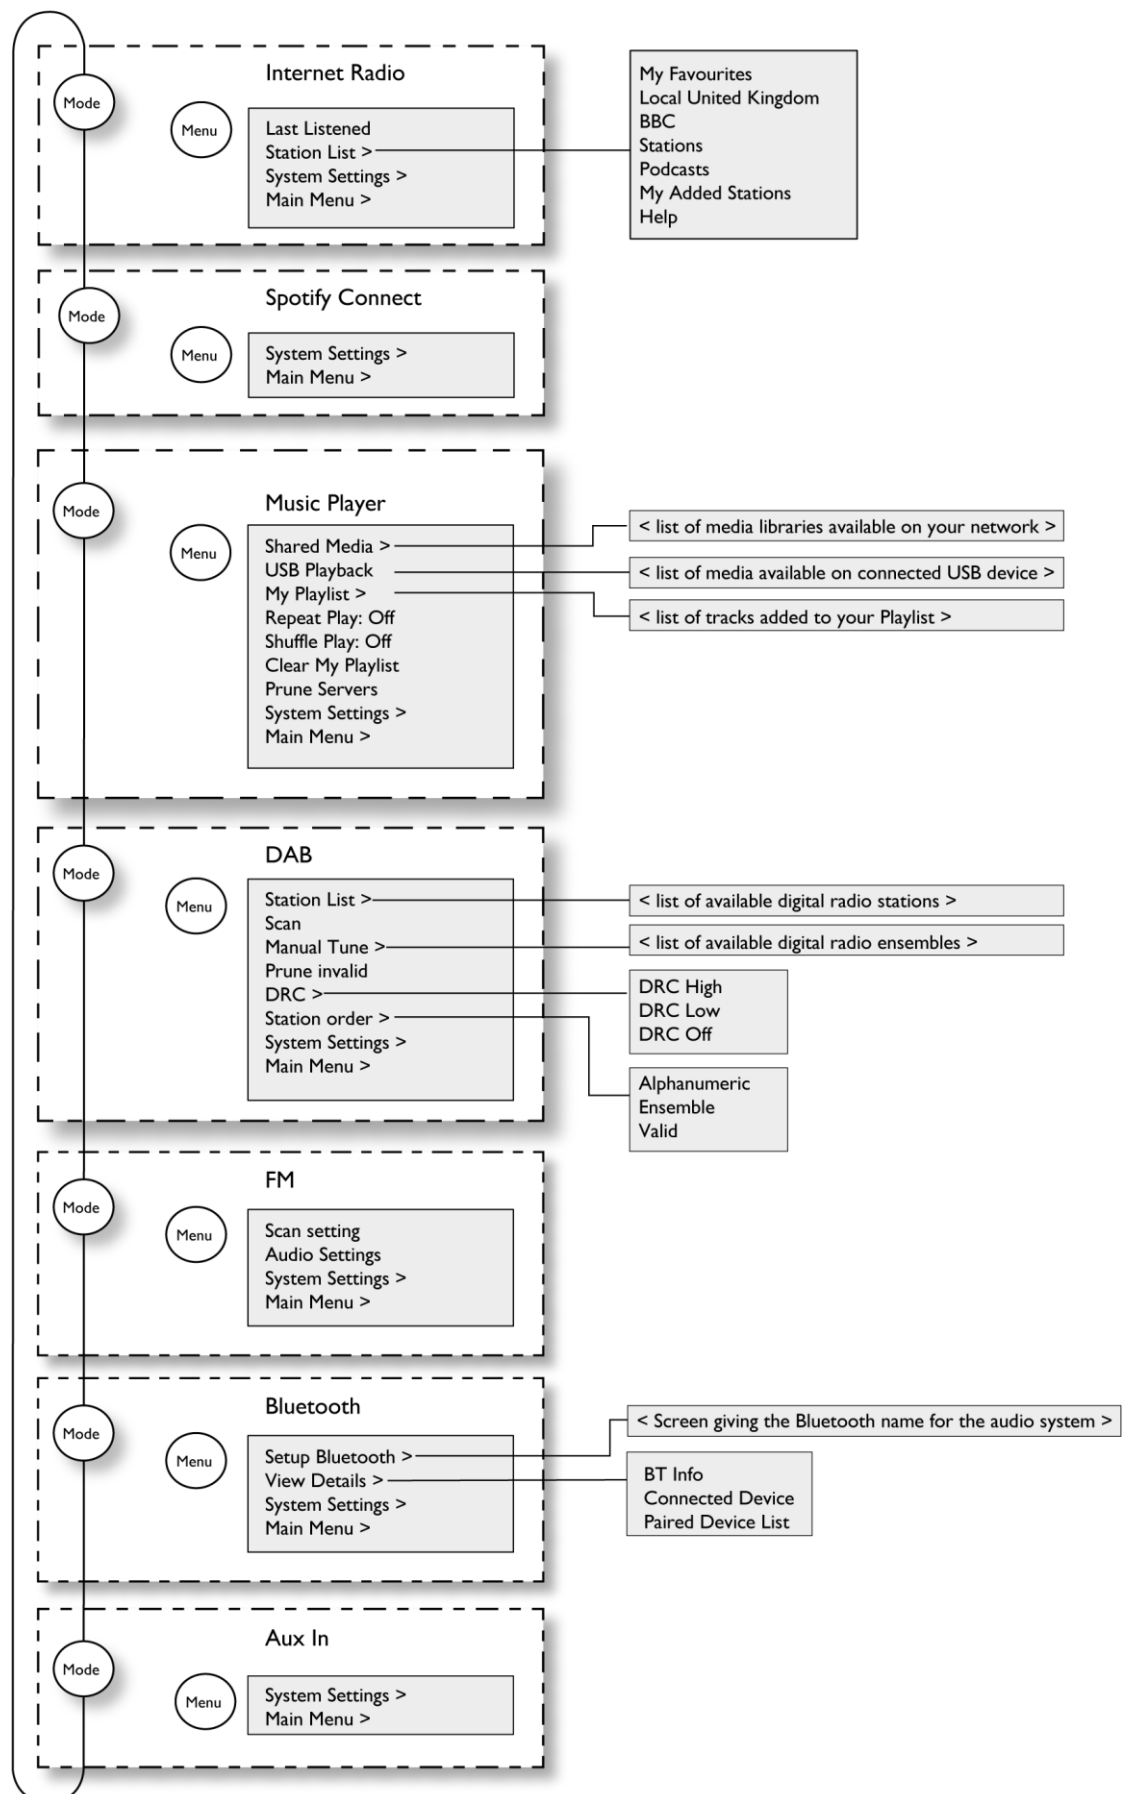 Internet Radio
Mode
Menu
Last Listened
Station List >
System Settings >
Main Menu >
My Favourites
Local United Kingdom
BBC
Stations
Podcasts
My Added Stations
Help
Spotify Connect
Mode
Menu
System Settings >
Main Menu >
Music Player
Mode
Menu
Shared Media >
USB Playback
My Playlist >
Repeat Play: Off
Shuffle Play: Off
Clear My Playlist
Prune Servers
System Settings >
Main Menu >
< list of media libraries available on your network >
< list of media available on connected USB device >
< list of tracks added to your Playlist >
DAB
Mode
Menu
Station List >
Scan
Manual Tune >
Prune invalid
DRC >
Station order >
System Settings >
Main Menu >
< list of available digital radio stations >
< list of available digital radio ensembles >
DRC High
DRC Low
DRC Off
Alphanumeric
Ensemble
Valid
FM
Mode
Menu
Scan setting
Audio Settings
System Settings >
Main Menu >
Bluetooth
Mode
Menu
Setup Bluetooth >
View Details >
System Settings >
Main Menu >
< Screen giving the Bluetooth name for the audio system >
BT Info
Connected Device
Paired Device List
Aux In
Mode
Menu
System Settings >
Main Menu >